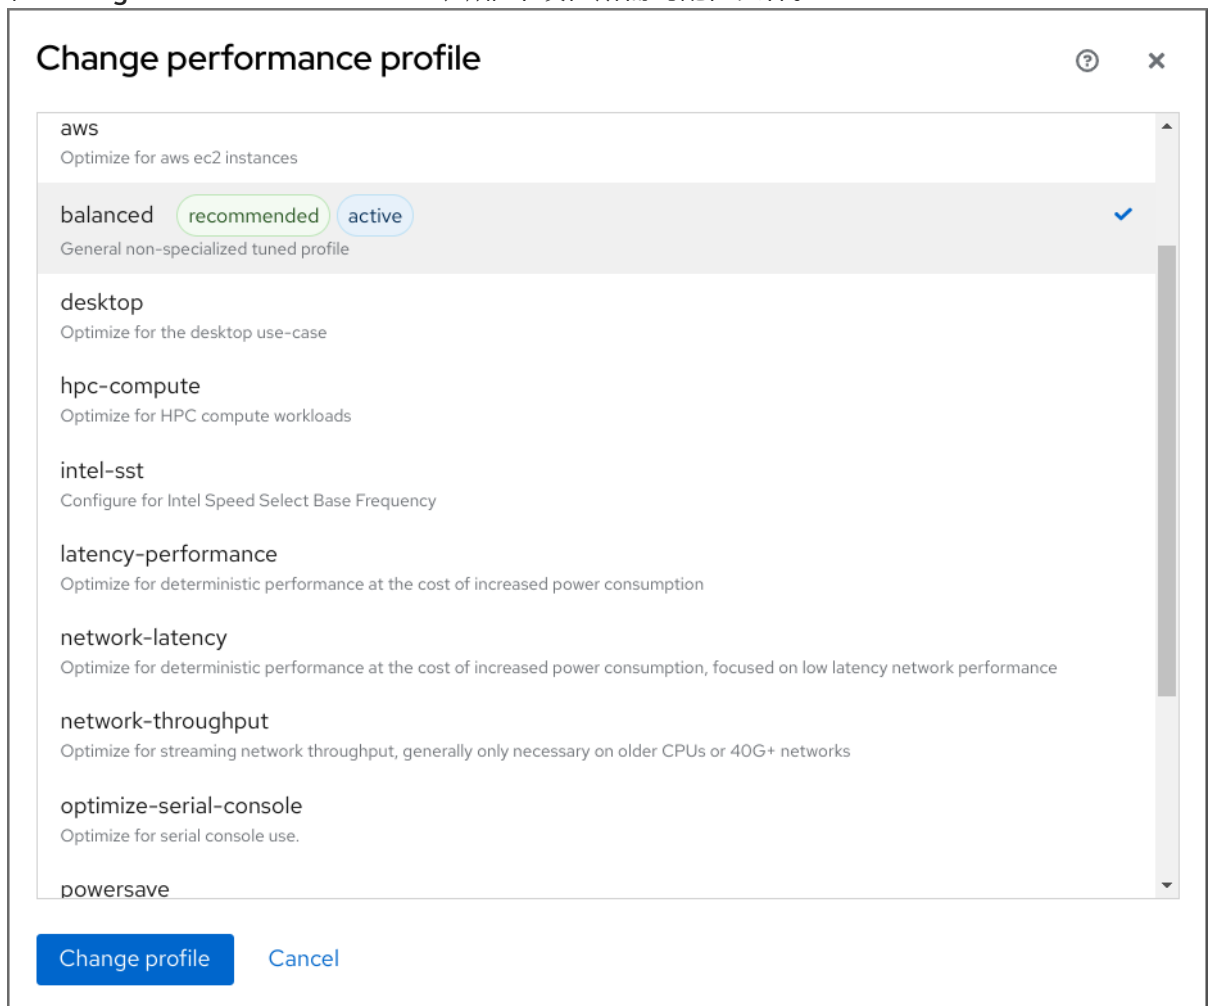 Change performance profile
aws
Optimize for aws ec2 instances
balanced recommended active
General non-specialized tuned profile
desktop
Optimize for the desktop use-case
hpc-compute
Optimize for HPC compute workloads
intel-sst
Configure for Intel Speed Select Base Frequency
latency-performance
Optimize for deterministic performance at the cost of increased power consumption
network-latency
Optimize for deterministic performance at the cost of increased power consumption, focused on low latency network performance
network-throughput
Optimize for streaming network throughput, generally only necessary on older CPUs or 40G+ networks
optimize-serial-console
Optimize for serial console use.
powersave
Change profile Cancel